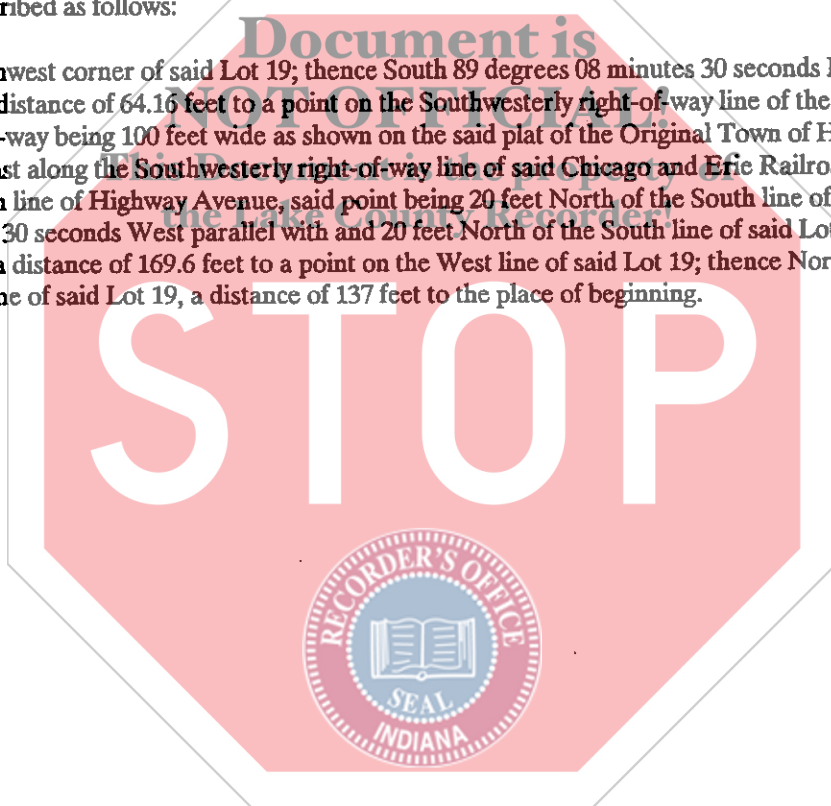 ribed as follows:
Document is
nwest corner of said Lot 19; thence South 89 degrees 08 minutes 30 seconds
distance of 64.16 feet to a point on the Southwesterly right-of-way line of the
NOT OFFICIAL!
-way being 100 feet wide as shown on the said plat of the Original Town of H
st along the Southwesterly right-of-way line of said Chicago and Erie Railro
This Document is the property of
n line of Highway Avenue, said point being 20 feet North of the South line of
the Lake County Recorder!
30 seconds West parallel with and 20 feet North of the South line of said Lot
a distance of 169.6 feet to a point on the West line of said Lot 19; thence Nor
ne of said Lot 19, a distance of 137 feet to the place of beginning.
STOP
RECORDER'S OFFICE
SEAL
INDIANA